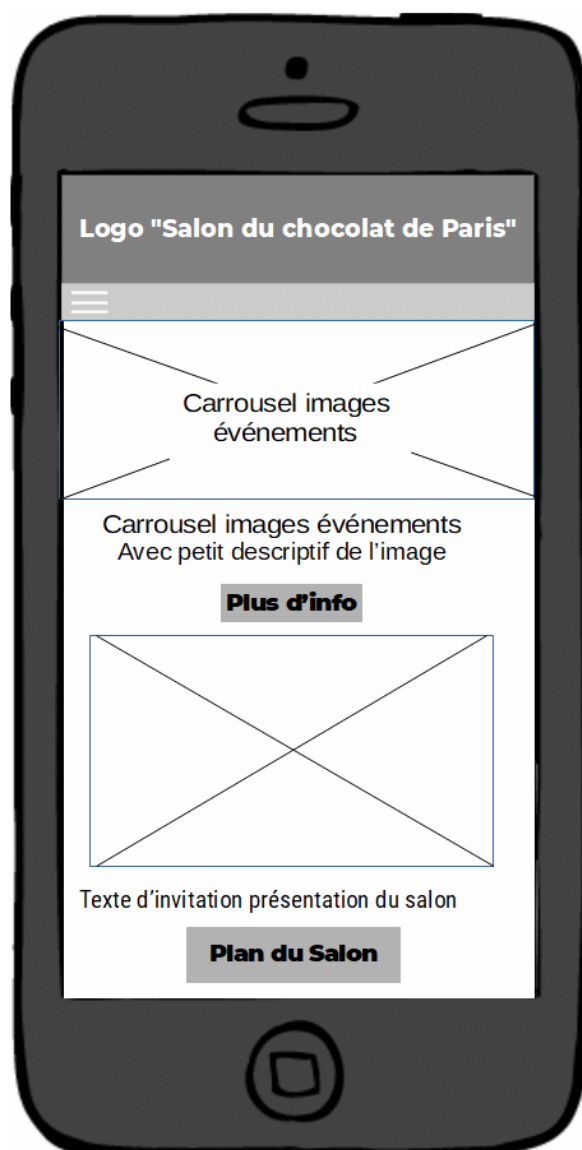 Logo "Salon du chocolat de Paris"
Carrousel images
événements
Carrousel images événements
Avec petit descriptif de l’image
Plus d’info
Texte d’invitation présentation du salon
Plan du Salon